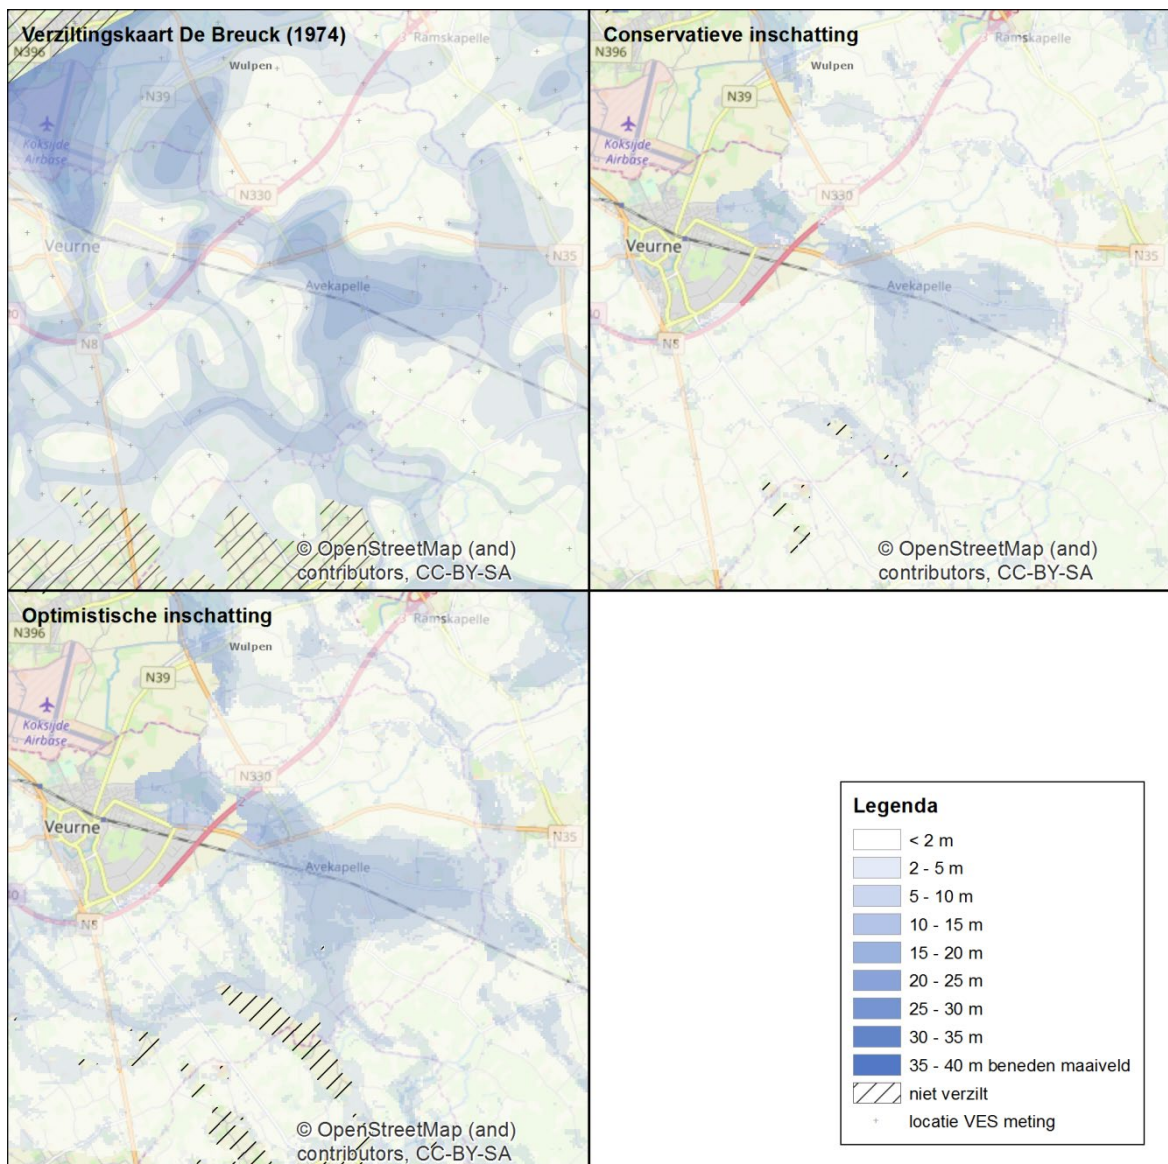 Verziltingskaart De Breuck (1974)
N396
Wulpen
Ramskapelle
N39
Koksijde
Airbase
N330
Veurne
N35
Avekapelle
N8
© OpenStreetMap (and)
contributors, CC-BY-SA
Conservatieve inschatting
N396
Wulpen
Ramskapelle
N39
Koksijde
Airbase
N330
Veurne
N35
Avekapelle
N8
© OpenStreetMap (and)
contributors, CC-BY-SA
Optimistische inschatting
N396
Wulpen
Ramskapelle
N39
Koksijde
Airbase
N330
Veurne
N35
Avekapelle
N8
© OpenStreetMap (and)
contributors, CC-BY-SA
Legenda
< 2 m
2 - 5 m
5 - 10 m
10 - 15 m
15 - 20 m
20 - 25 m
25 - 30 m
30 - 35 m
35 - 40 m beneden maaiveld
niet verzilt
locatie VES meting